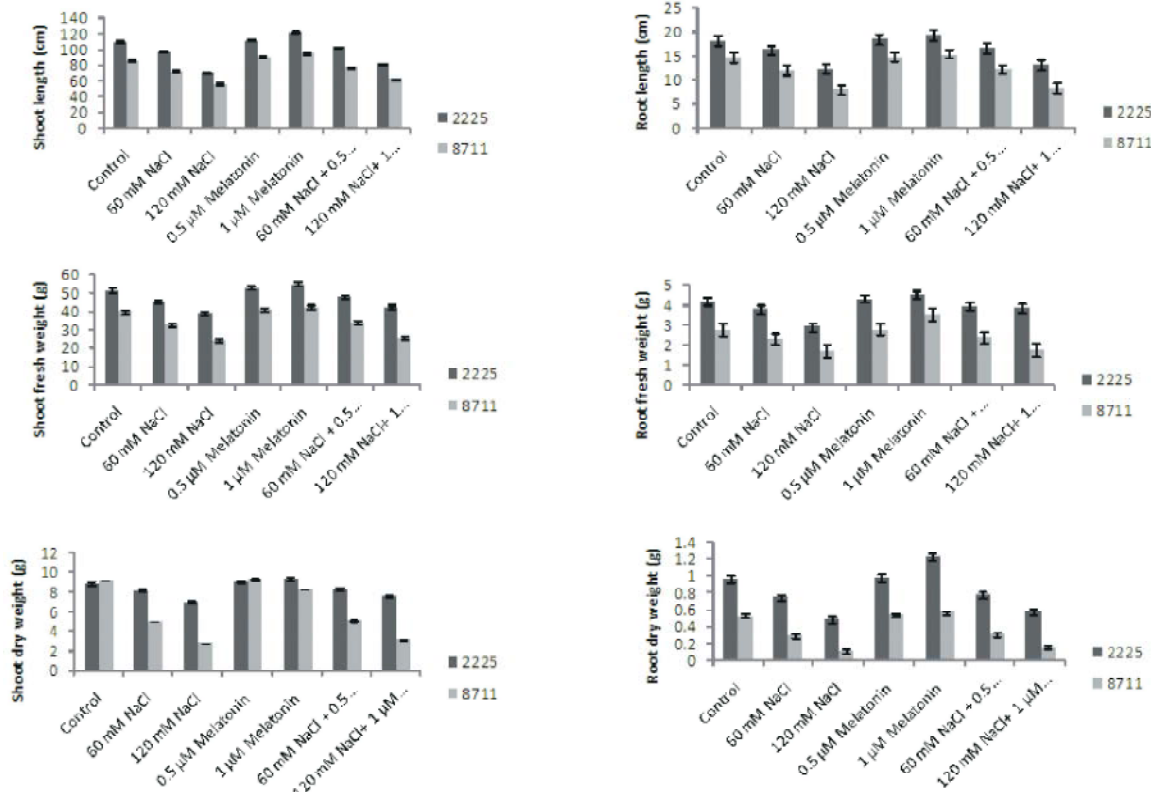 Shoot length (cm)
140
120
100
80
60
40
20
0
Control
60 mM NaCl
120 mM NaCl
0.5 µM Melatonin
1 µM Melatonin
60 mM NaCl + 0.5...
120 mM NaCl+ 1...
2225
8711
Root length (cm)
25
20
15
10
5
0
Control
60 mM NaCl
120 mM NaCl
0.5 µM Melatonin
1 µM Melatonin
60 mM NaCl + 0.5...
120 mM NaCl+ 1...
2225
8711
Shoot fresh weight (g)
60
50
40
30
20
10
0
Control
60 mM NaCl
120 mM NaCl
0.5 µM Melatonin
1 µM Melatonin
60 mM NaCl + 0.5...
120 mM NaCl+ 1...
2225
8711
Root fresh weight (g)
5
4
3
2
1
0
Control
60 mM NaCl
120 mM NaCl
0.5 µM Melatonin
1 µM Melatonin
60 mM NaCl +...
120 mM NaCl+ 1...
2225
8711
Shoot dry weight (g)
12
10
8
6
4
2
0
Control
60 mM NaCl
120 mM NaCl
0.5 µM Melatonin
1 µM Melatonin
60 mM NaCl + 0.5...
120 mM NaCl+ 1 µM...
2225
8711
Root dry weight (g)
1.4
1.2
1
0.8
0.6
0.4
0.2
0
Control
60 mM NaCl
120 mM NaCl
0.5 µM Melatonin
1 µM Melatonin
60 mM NaCl + 0.5...
120 mM NaCl+ 1 µM...
2225
8711